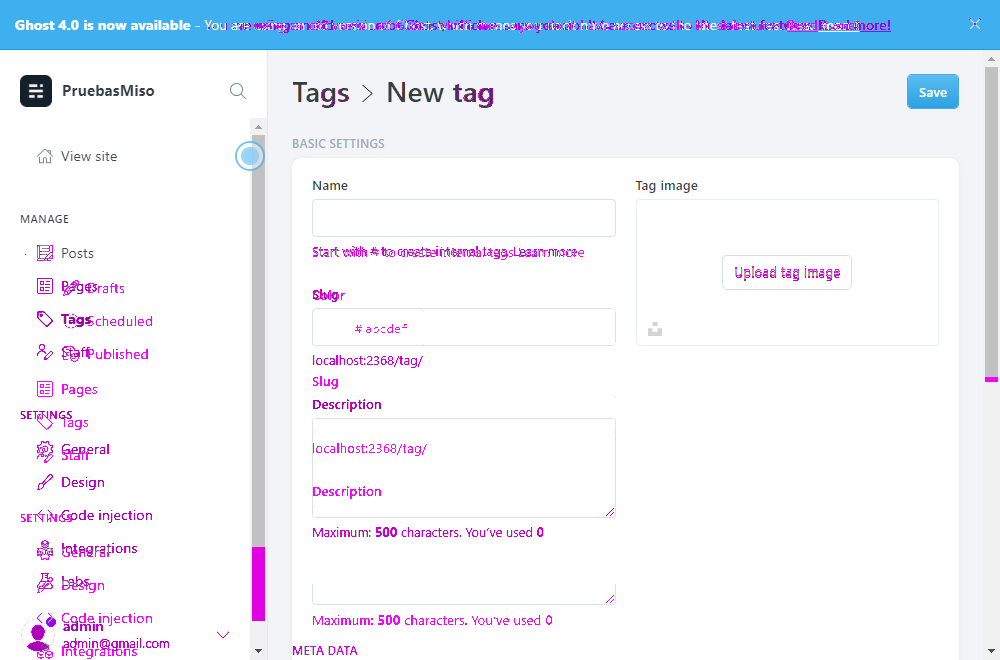 Ghost 4.0 is now available - You are
Read more!
PruebasMiso
Tags > New tag
Save
View site
BASIC SETTINGS
Name
Tag image
MANAGE
Posts
Start with # to create internal tags. Learn more
Pages
Drafts
Upload tag image
Slug
Color
Tags
Scheduled
# abcdef
Staff
Published
localhost:2368/tag/
Pages
Slug
Description
SETTINGS
Tags
General
Staff
localhost:2368/tag/
Design
Description
Code injection
SETTINGS
Maximum: 500 characters. You've used 0
Integrations
General
Labs
Design
Code injection
admin
Maximum: 500 characters. You've used 0
admin@gmail.com
Integrations
META DATA